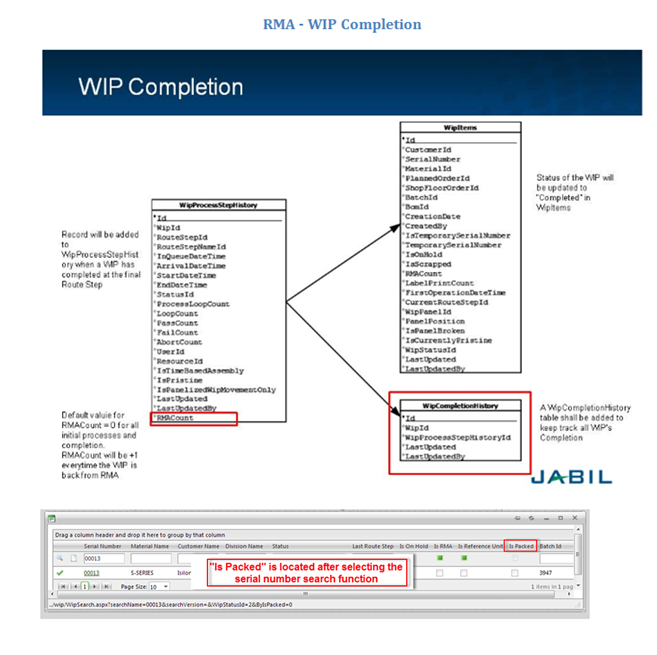 RMA - WIP Completion
WIP Completion
WipItems
*Id
*CustomerId
*SerialNumber
*MaterialId
*PlannedOrderId
*ShopFloorOrderId
*BatchId
*BomId
*CreationDate
*CreatedBy
*IsTemporarySerialNumber
*TemporarySerialNumber
*IsOnHold
*IsScrapped
*RMACount
*LabelPrintCount
*FirstOperationDateTime
*CurrentRouteStepId
*WipPanelId
*PanelPosition
*IsPanelBroken
*IsCurrentlyPristine
*WipStatusId
*LastUpdated
*LastUpdatedBy
Status of the WIP will
be updated to
"Completed" in
WipItems
WipProcessStepHistory
*Id
*WipId
*RouteStepId
*RouteStepNameId
*InQueueDateTime
*ArrivalDateTime
*StartDateTime
*EndDateTime
*StatusId
*ProcessLoopCount
*LoopCount
*PassCount
*FailCount
*AbortCount
*UserId
*ResourceId
*IsTimeBasedAssembly
*IsPristine
*IsPanelizedWipMovementOnly
*LastUpdated
*LastUpdatedBy
*RMACount
Record will be added
to
WipProcessStepHist
ory when a WIP has
completed at the final
Route Step
Default value for
RMACount = 0 for all
initial processes and
completion.
RMACount will be +1
everytime the WIP is
back from RMA
WipCompletionHistory
*Id
*WipId
*WipProcessStepHistoryId
*LastUpdated
*LastUpdatedBy
A WipCompletionHistory
table shall be added to
keep track all WIP's
Completion
JABIL
Drag a column header and drop it here to group by that column
Serial Number Material Name Customer Name Division Name Status Last Route Step Is On Hold Is RMA Is Reference Unit Is Packed Batch Id
00013
00013 S-SERIES 3947
"Is Packed" is located after selecting the
serial number search function
1 Page Size: 10 1 items in 1 pag
../wip/WipSearch.aspx?searchName=00013&searchVersion=&WipStatusId=2&ByIsPacked=0